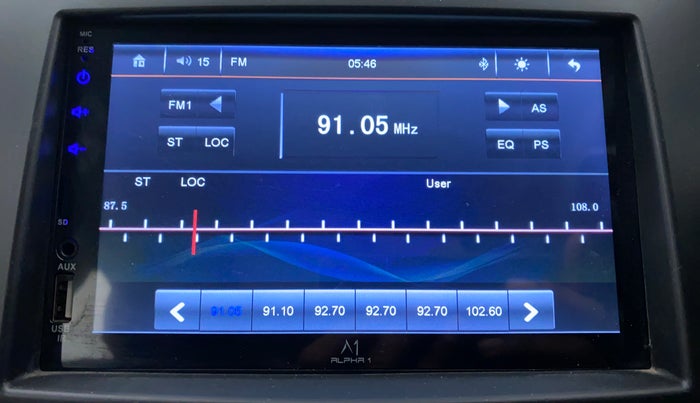 MIC
RES
15 FM 05:46
FM1
91.05 MHz
AS
ST LOC
EQ PS
ST LOC User
87.5 108.0
SD
AUX
91.05 91.10 92.70 92.70 92.70 102.60
USB
A1
ALPHA 1